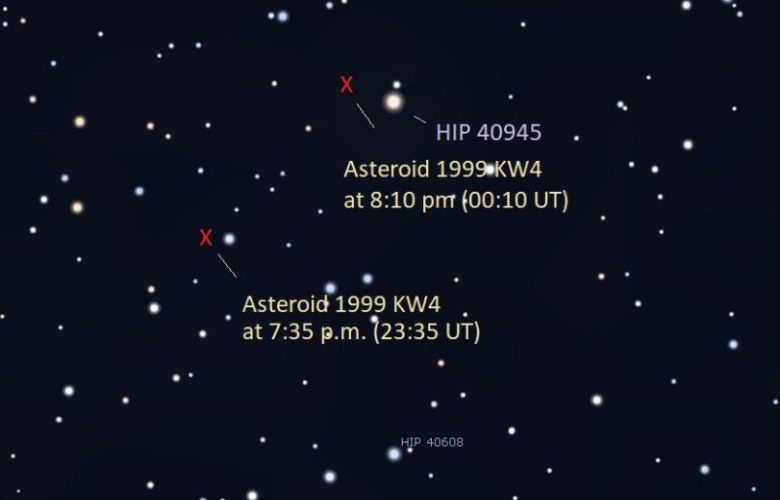 X
HIP 40945
Asteroid 1999 KW4
at 8:10 pm (00:10 UT)
X
Asteroid 1999 KW4
at 7:35 p.m. (23:35 UT)
HIP 40608